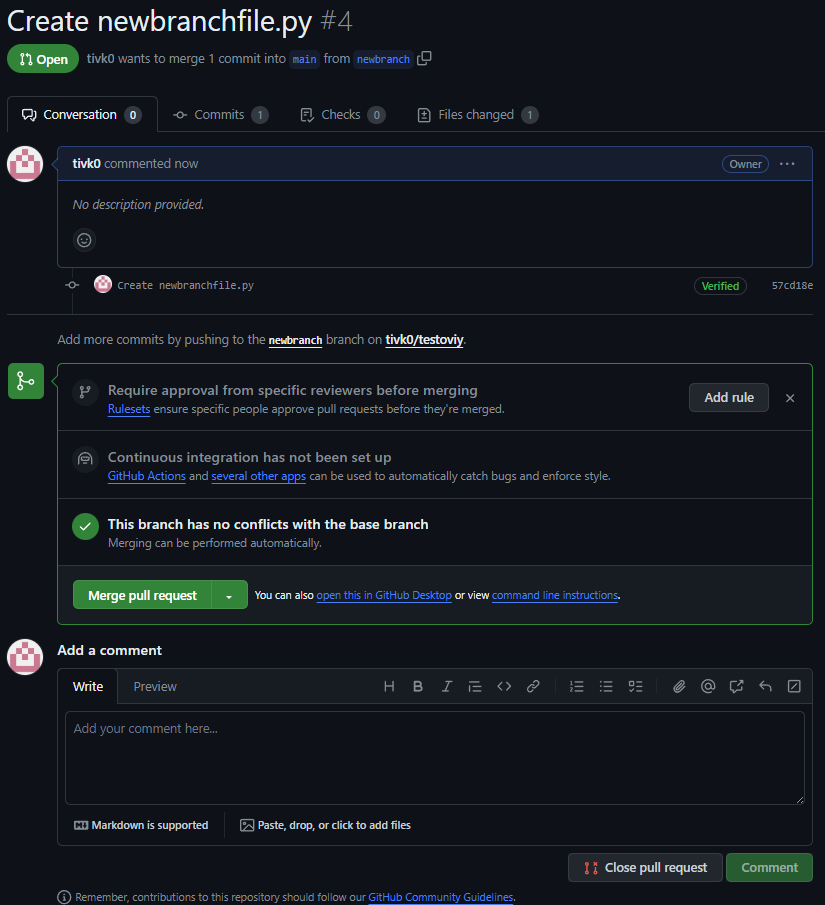 Create newbranchfile.py #4
Open tivk0 wants to merge 1 commit into main from newbranch
Conversation 0 Commits 1 Checks 0 Files changed 1
tivk0 commented now Owner
No description provided.
Create newbranchfile.py Verified 57cd18e
Add more commits by pushing to the newbranch branch on tivk0/testoviy.
Require approval from specific reviewers before merging
Rulesets ensure specific people approve pull requests before they're merged.
Add rule
Continuous integration has not been set up
GitHub Actions and several other apps can be used to automatically catch bugs and enforce style.
This branch has no conflicts with the base branch
Merging can be performed automatically.
Merge pull request You can also open this in GitHub Desktop or view command line instructions.
Add a comment
Write Preview
Add your comment here...
Markdown is supported Paste, drop, or click to add files
Close pull request Comment
Remember, contributions to this repository should follow our GitHub Community Guidelines.